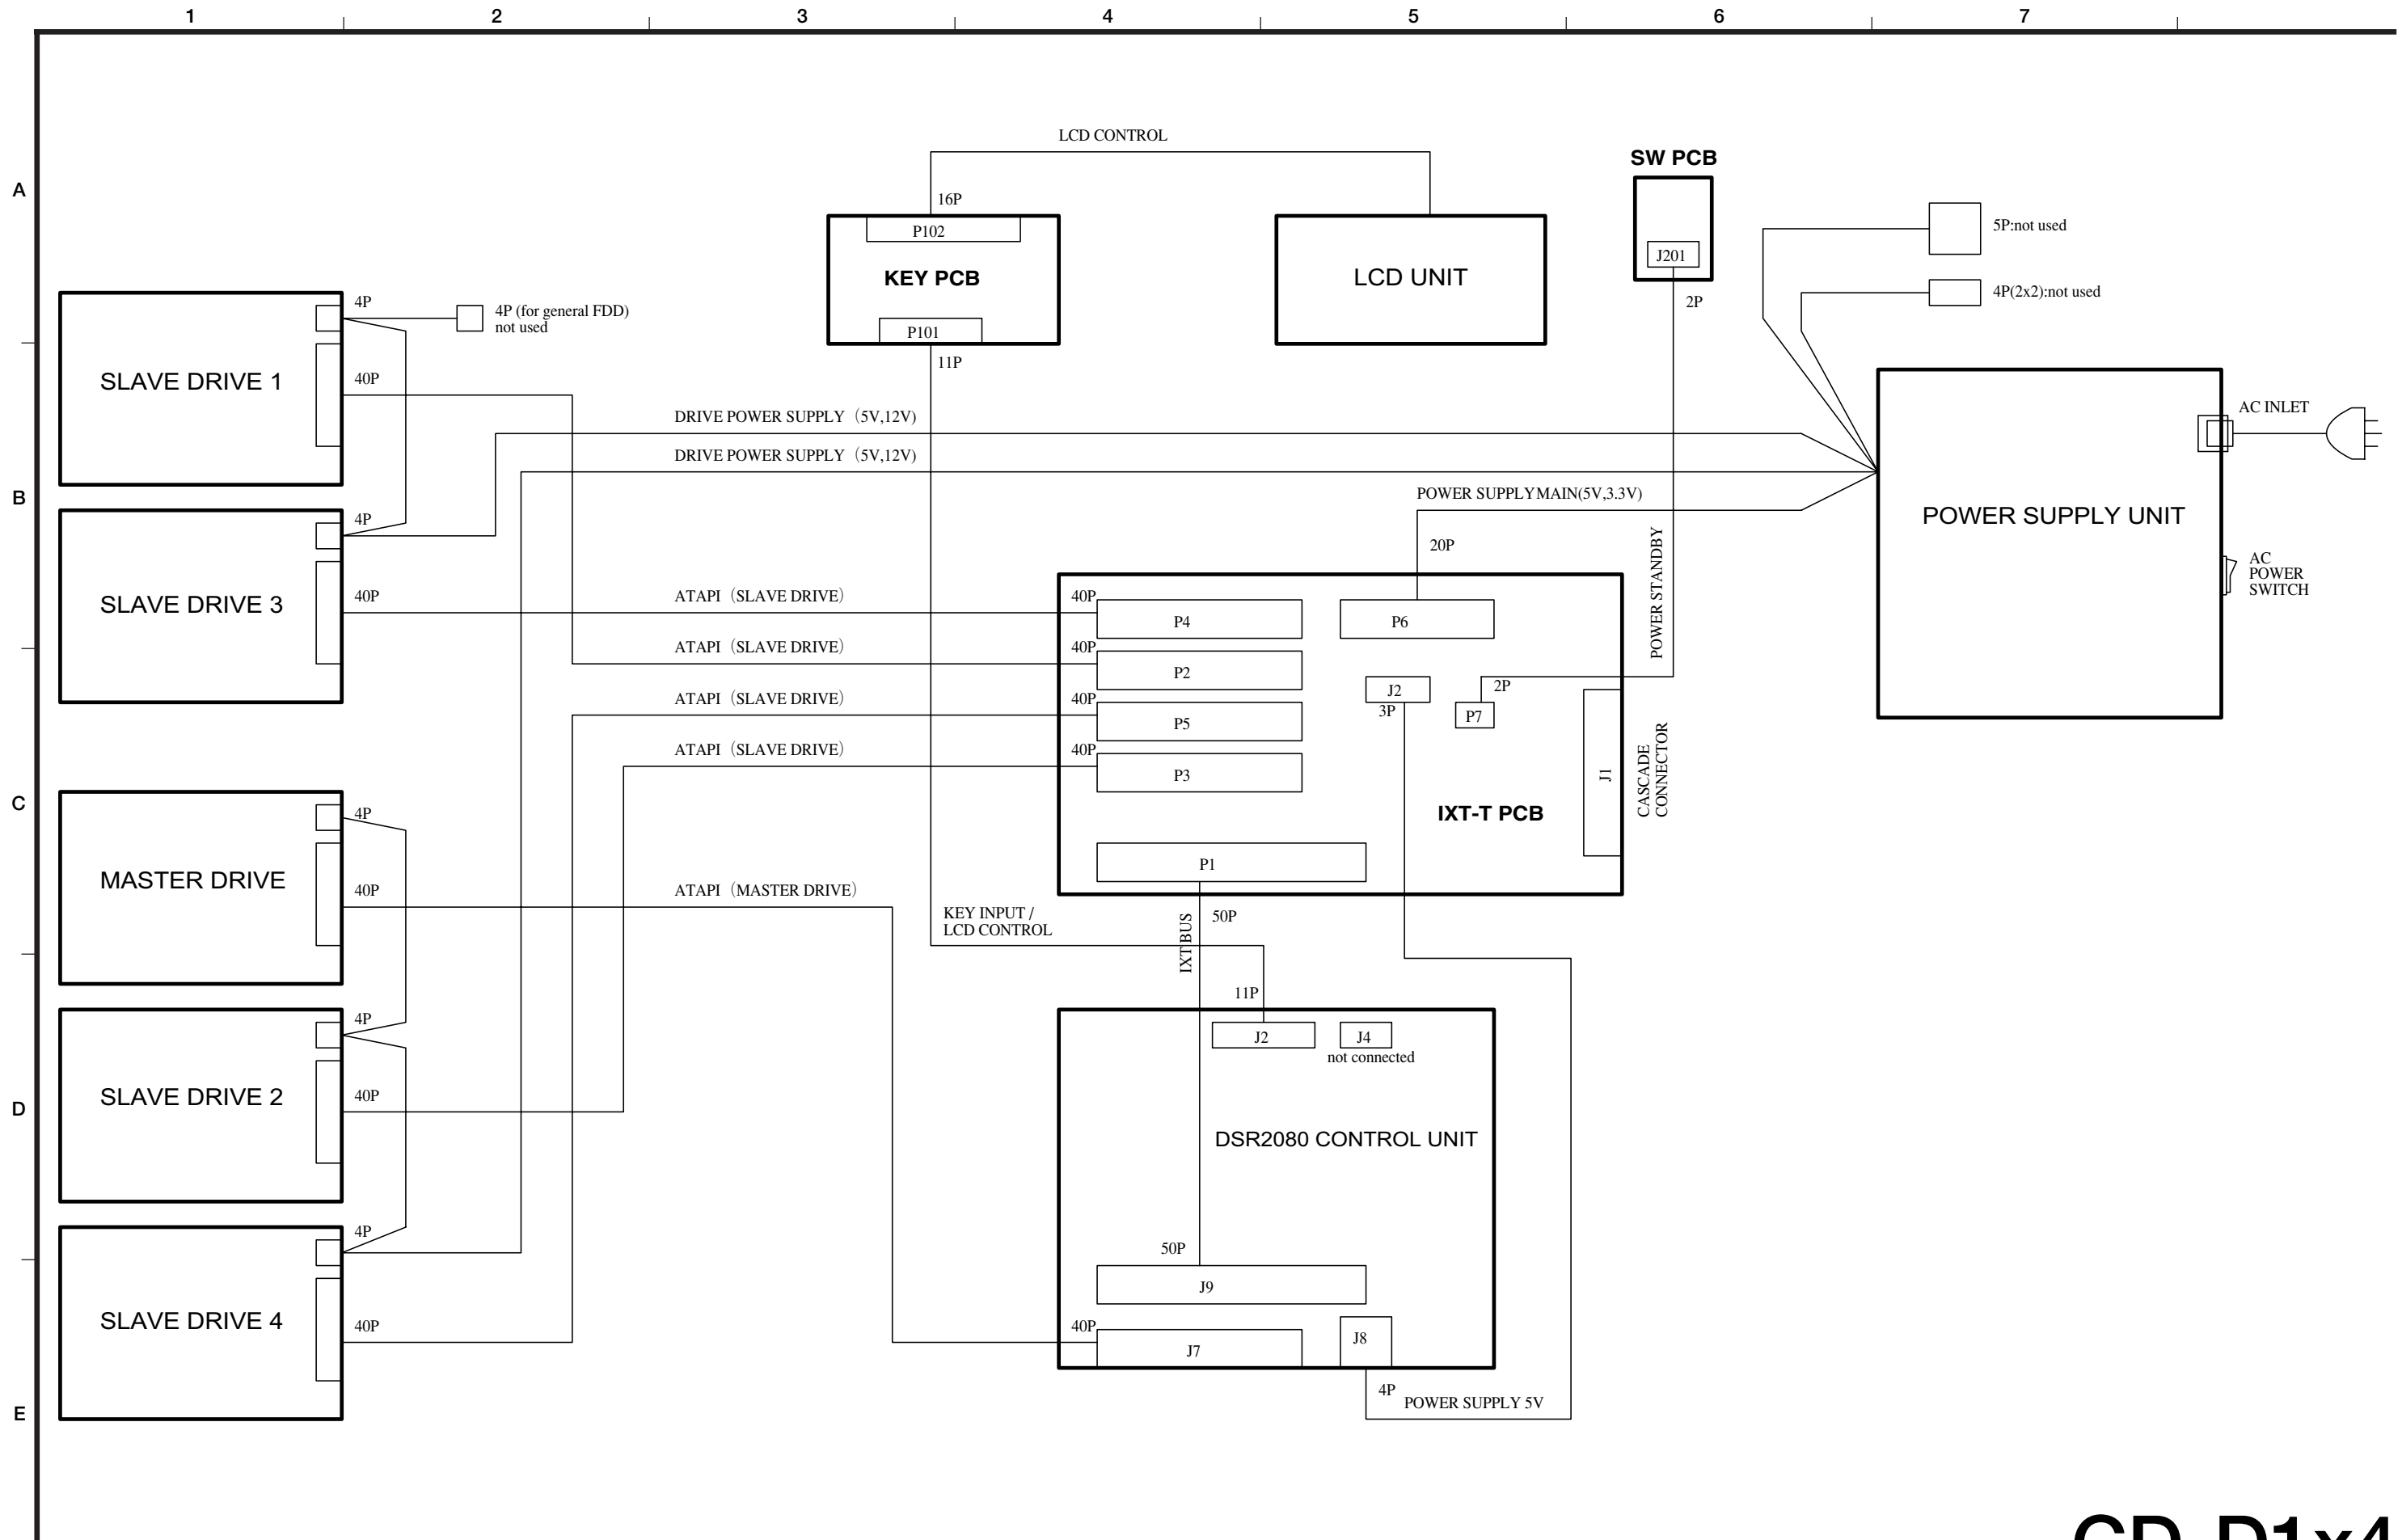 1 2 3 4 5 6 7
LCD CONTROL
SW PCB
A
16P
P102
5P:not used
J201
KEY PCB
LCD UNIT
4P(2x2):not used
4P
2P
4P (for general FDD)
not used
P101
11P
SLAVE DRIVE 1
40P
DRIVE POWER SUPPLY (5V,12V)
AC INLET
DRIVE POWER SUPPLY (5V,12V)
B
POWER SUPPLY MAIN(5V,3.3V)
4P
POWER SUPPLY UNIT
20P
POWER STANDBY
AC
POWER
SWITCH
SLAVE DRIVE 3
40P
ATAPI (SLAVE DRIVE)
40P
P4
P6
ATAPI (SLAVE DRIVE)
40P
P2
J2
3P
2P
P7
ATAPI (SLAVE DRIVE)
40P
P5
ATAPI (SLAVE DRIVE)
40P
P3
J1
CASCADE
CONNECTOR
C
4P
IXT-T PCB
MASTER DRIVE
40P
ATAPI (MASTER DRIVE)
P1
KEY INPUT /
LCD CONTROL
IXT BUS
50P
11P
4P
J2
J4
not connected
SLAVE DRIVE 2
40P
D
DSR2080 CONTROL UNIT
4P
50P
J9
SLAVE DRIVE 4
40P
40P
J7
J8
4P
POWER SUPPLY 5V
E
CD-D1x4